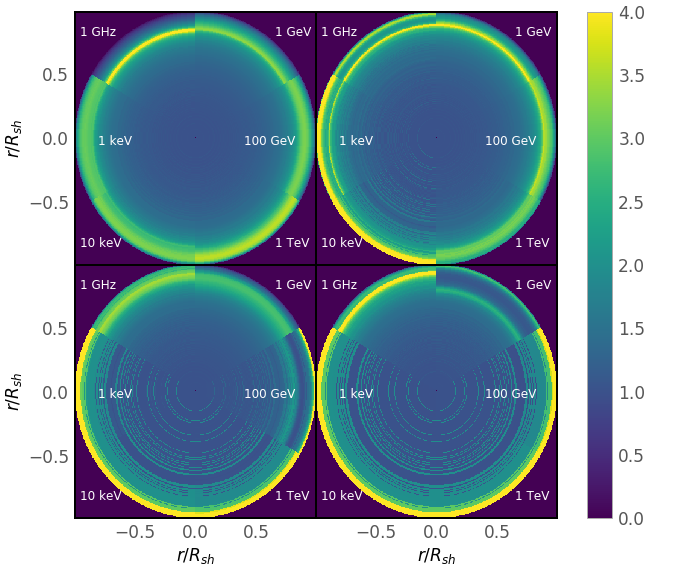 1 GHz 1 GeV 1 GHz 1 GeV 4.0
3.5
0.5
3.0
r/R_sh 0.0 1 keV 100 GeV 1 keV 100 GeV
2.5
−0.5
10 keV 1 TeV 10 keV 1 TeV
2.0
1 GHz 1 GeV 1 GHz 1 GeV
0.5
1.5
r/R_sh 0.0 1 keV 100 GeV 1 keV 100 GeV 1.0
−0.5
0.5
10 keV 1 TeV 10 keV 1 TeV
0.0
−0.5 0.0 0.5 −0.5 0.0 0.5
r/R_sh r/R_sh